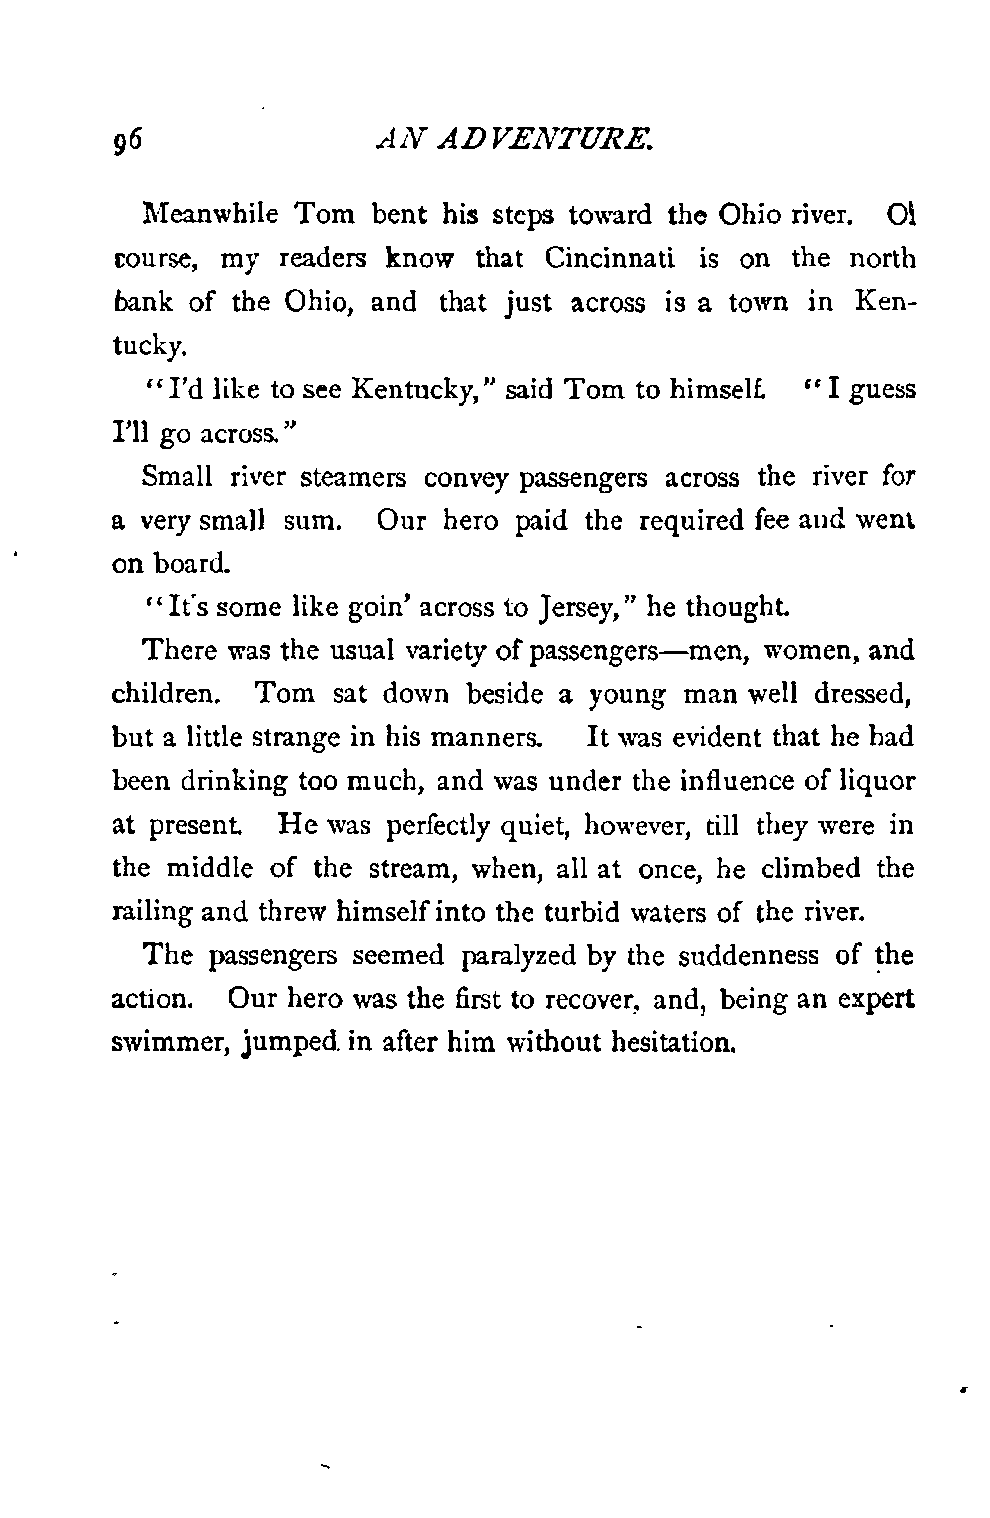 96 AN ADVENTURE.
Meanwhile Tom bent his steps toward the Ohio river. Of
course, my readers know that Cincinnati is on the north
bank of the Ohio, and that just across is a town in Ken-
tucky.
“I’d like to see Kentucky,” said Tom to himself. “I guess
I’ll go across.”
Small river steamers convey passengers across the river for
a very small sum. Our hero paid the required fee and went
on board.
“It’s some like goin’ across to Jersey,” he thought.
There was the usual variety of passengers—men, women, and
children. Tom sat down beside a young man well dressed,
but a little strange in his manners. It was evident that he had
been drinking too much, and was under the influence of liquor
at present. He was perfectly quiet, however, till they were in
the middle of the stream, when, all at once, he climbed the
railing and threw himself into the turbid waters of the river.
The passengers seemed paralyzed by the suddenness of the
action. Our hero was the first to recover, and, being an expert
swimmer, jumped in after him without hesitation.